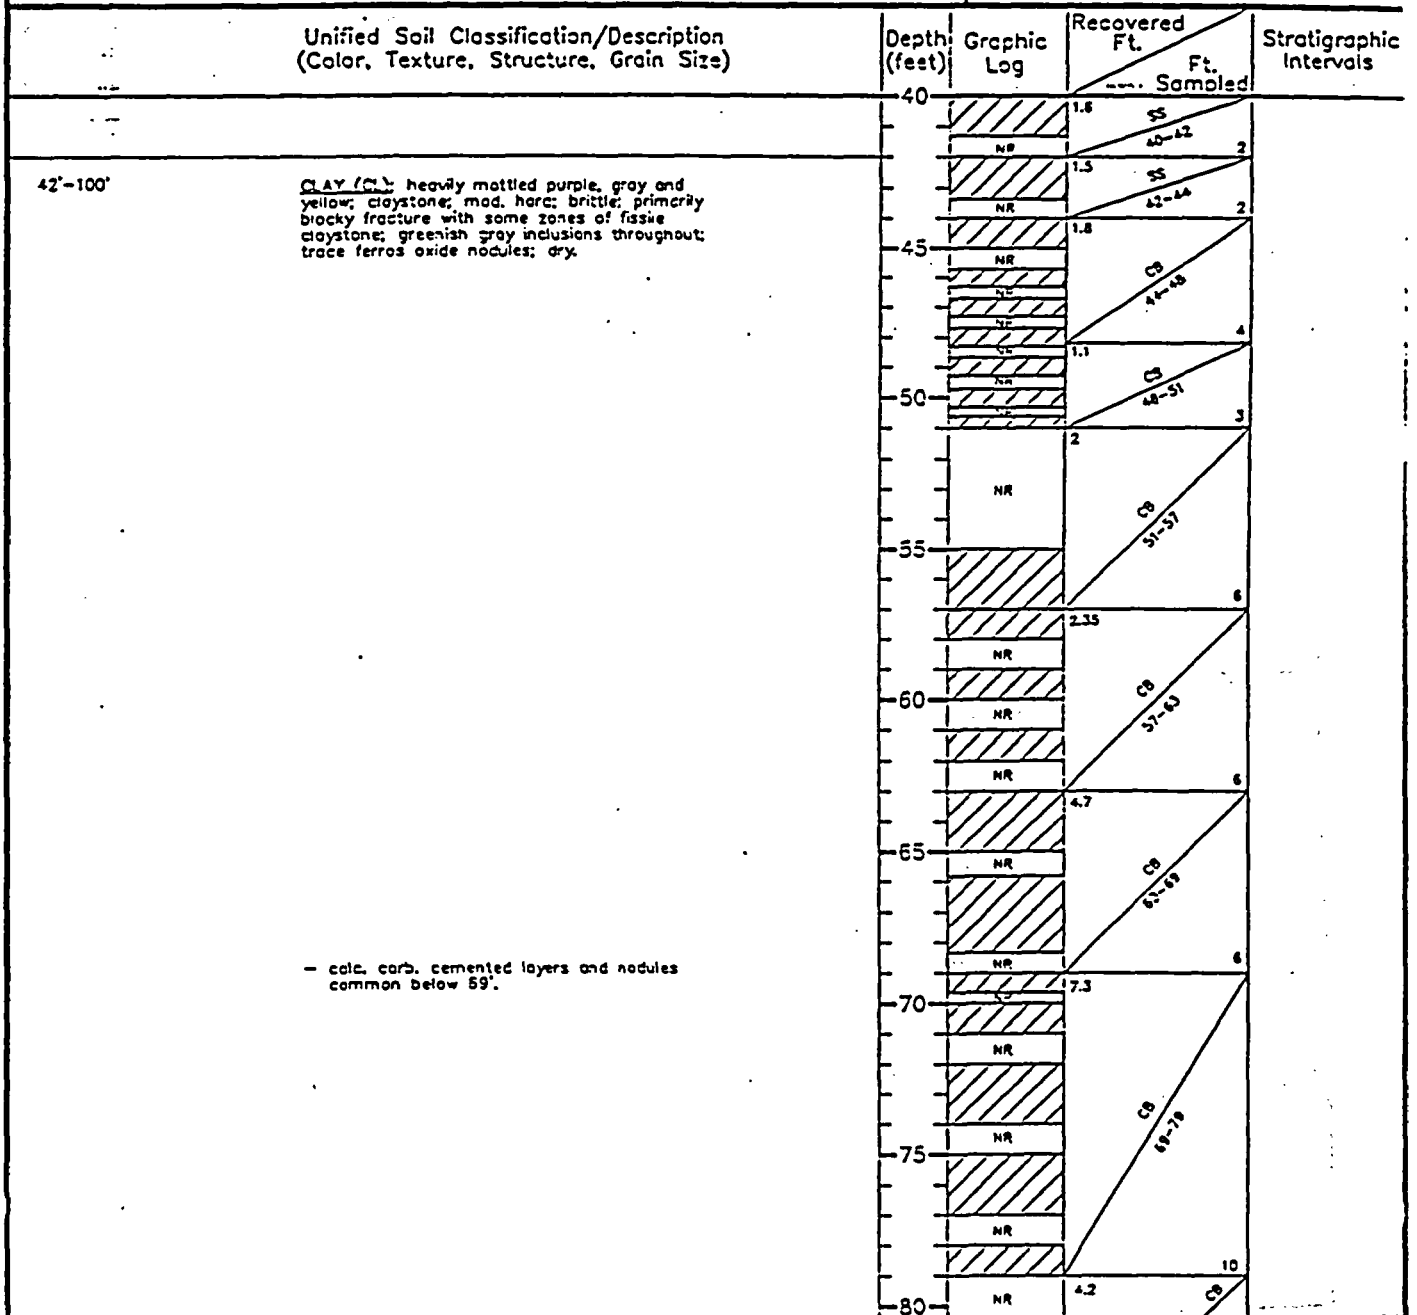 Unified Soil Classification/Description
(Color, Texture, Structure, Grain Size)
Depth
(feet)
Graphic
Log
Recovered
Ft.
Ft.
Sampled
Stratigraphic
Intervals
40
1.6
SS
40-42
2
NR
42'-100'
CLAY (CL): heavily mottled purple, gray and
yellow; claystone; mod. hard; brittle; primarily
blocky fracture with some zones of fissile
claystone; greenish gray inclusions throughout;
trace ferros oxide nodules; dry.
1.5
SS
42-44
2
NR
1.8
45
NR
CB
44-48
NR
NR
4
1.1
NR
CB
48-51
50
3
2
NR
CB
51-57
55
6
2.35
NR
CB
57-63
60
NR
NR
6
4.7
65
NR
CB
63-69
NR
6
– calc. carb. cemented layers and nodules
common below 69'.
7.3
70
NR
CB
69-79
NR
75
NR
10
4.2
CB
NR
80